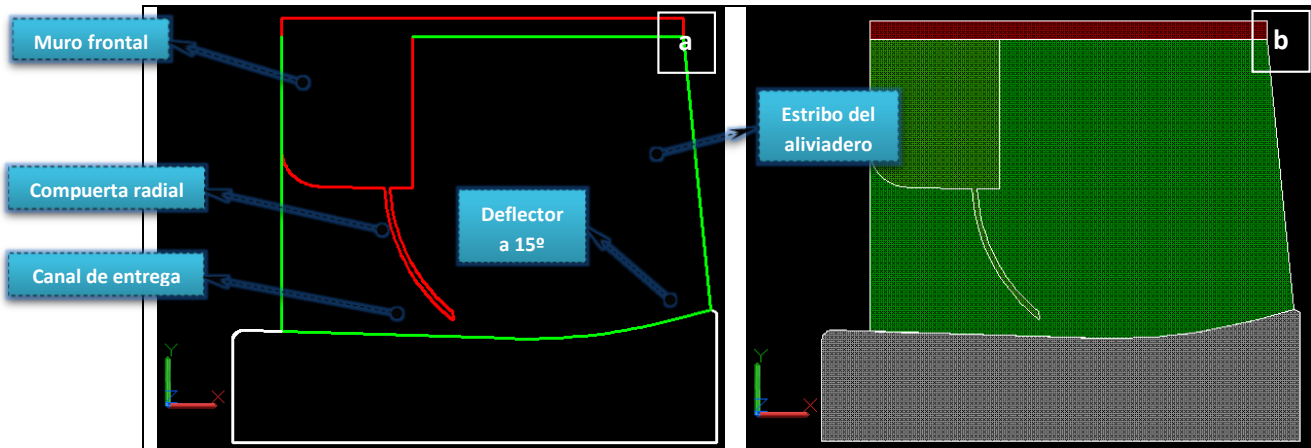 Muro frontal
a
b
Estribo del
aliviadero
Compuerta radial
Deflector
a 15º
Canal de entrega
Y
X
Z
Y
X
Z